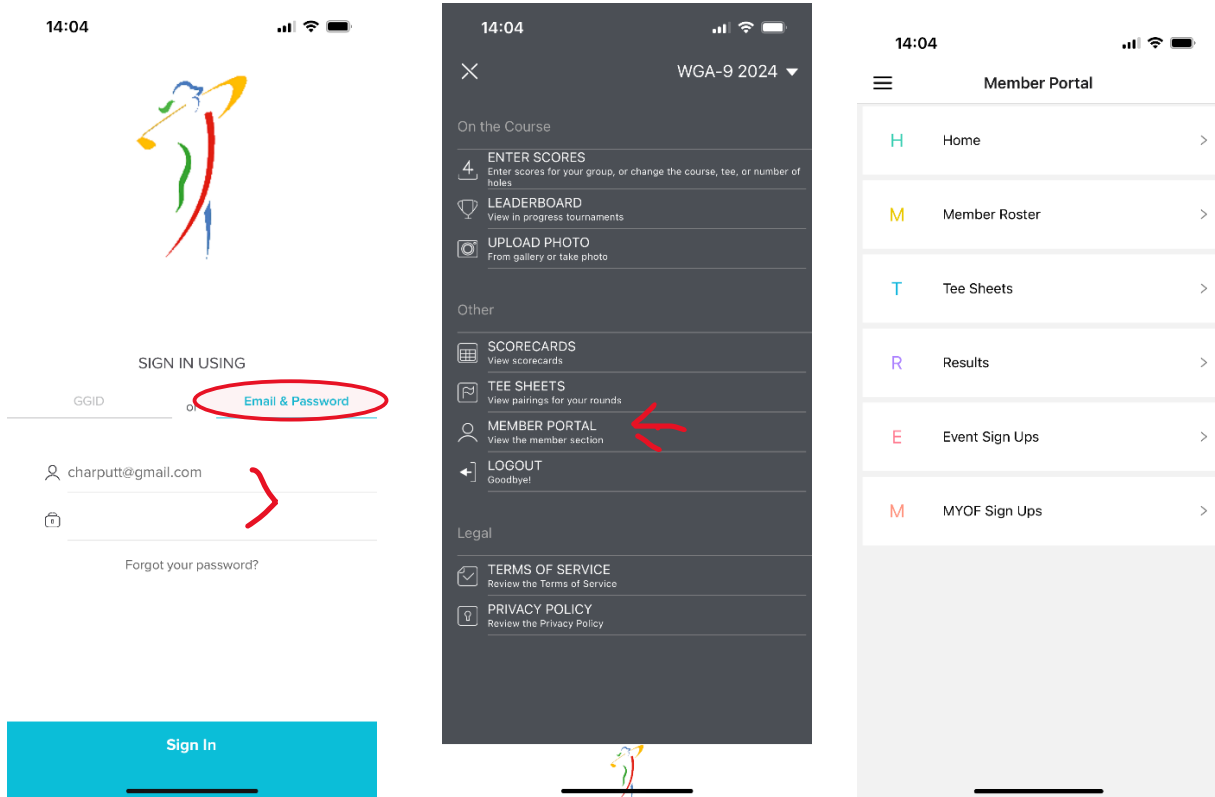 14:04
SIGN IN USING
GGID
or
Email & Password
charputt@gmail.com
Forgot your password?
Sign In
14:04
WGA-9 2024
On the Course
4
ENTER SCORES
Enter scores for your group, or change the course, tee, or number of
holes
LEADERBOARD
View in progress tournaments
UPLOAD PHOTO
From gallery or take photo
Other
SCORECARDS
View scorecards
TEE SHEETS
View pairings for your rounds
MEMBER PORTAL
View the member section
LOGOUT
Goodbye!
Legal
TERMS OF SERVICE
Review the Terms of Service
PRIVACY POLICY
Review the Privacy Policy
14:04
Member Portal
H Home
M Member Roster
T Tee Sheets
R Results
E Event Sign Ups
M MYOF Sign Ups